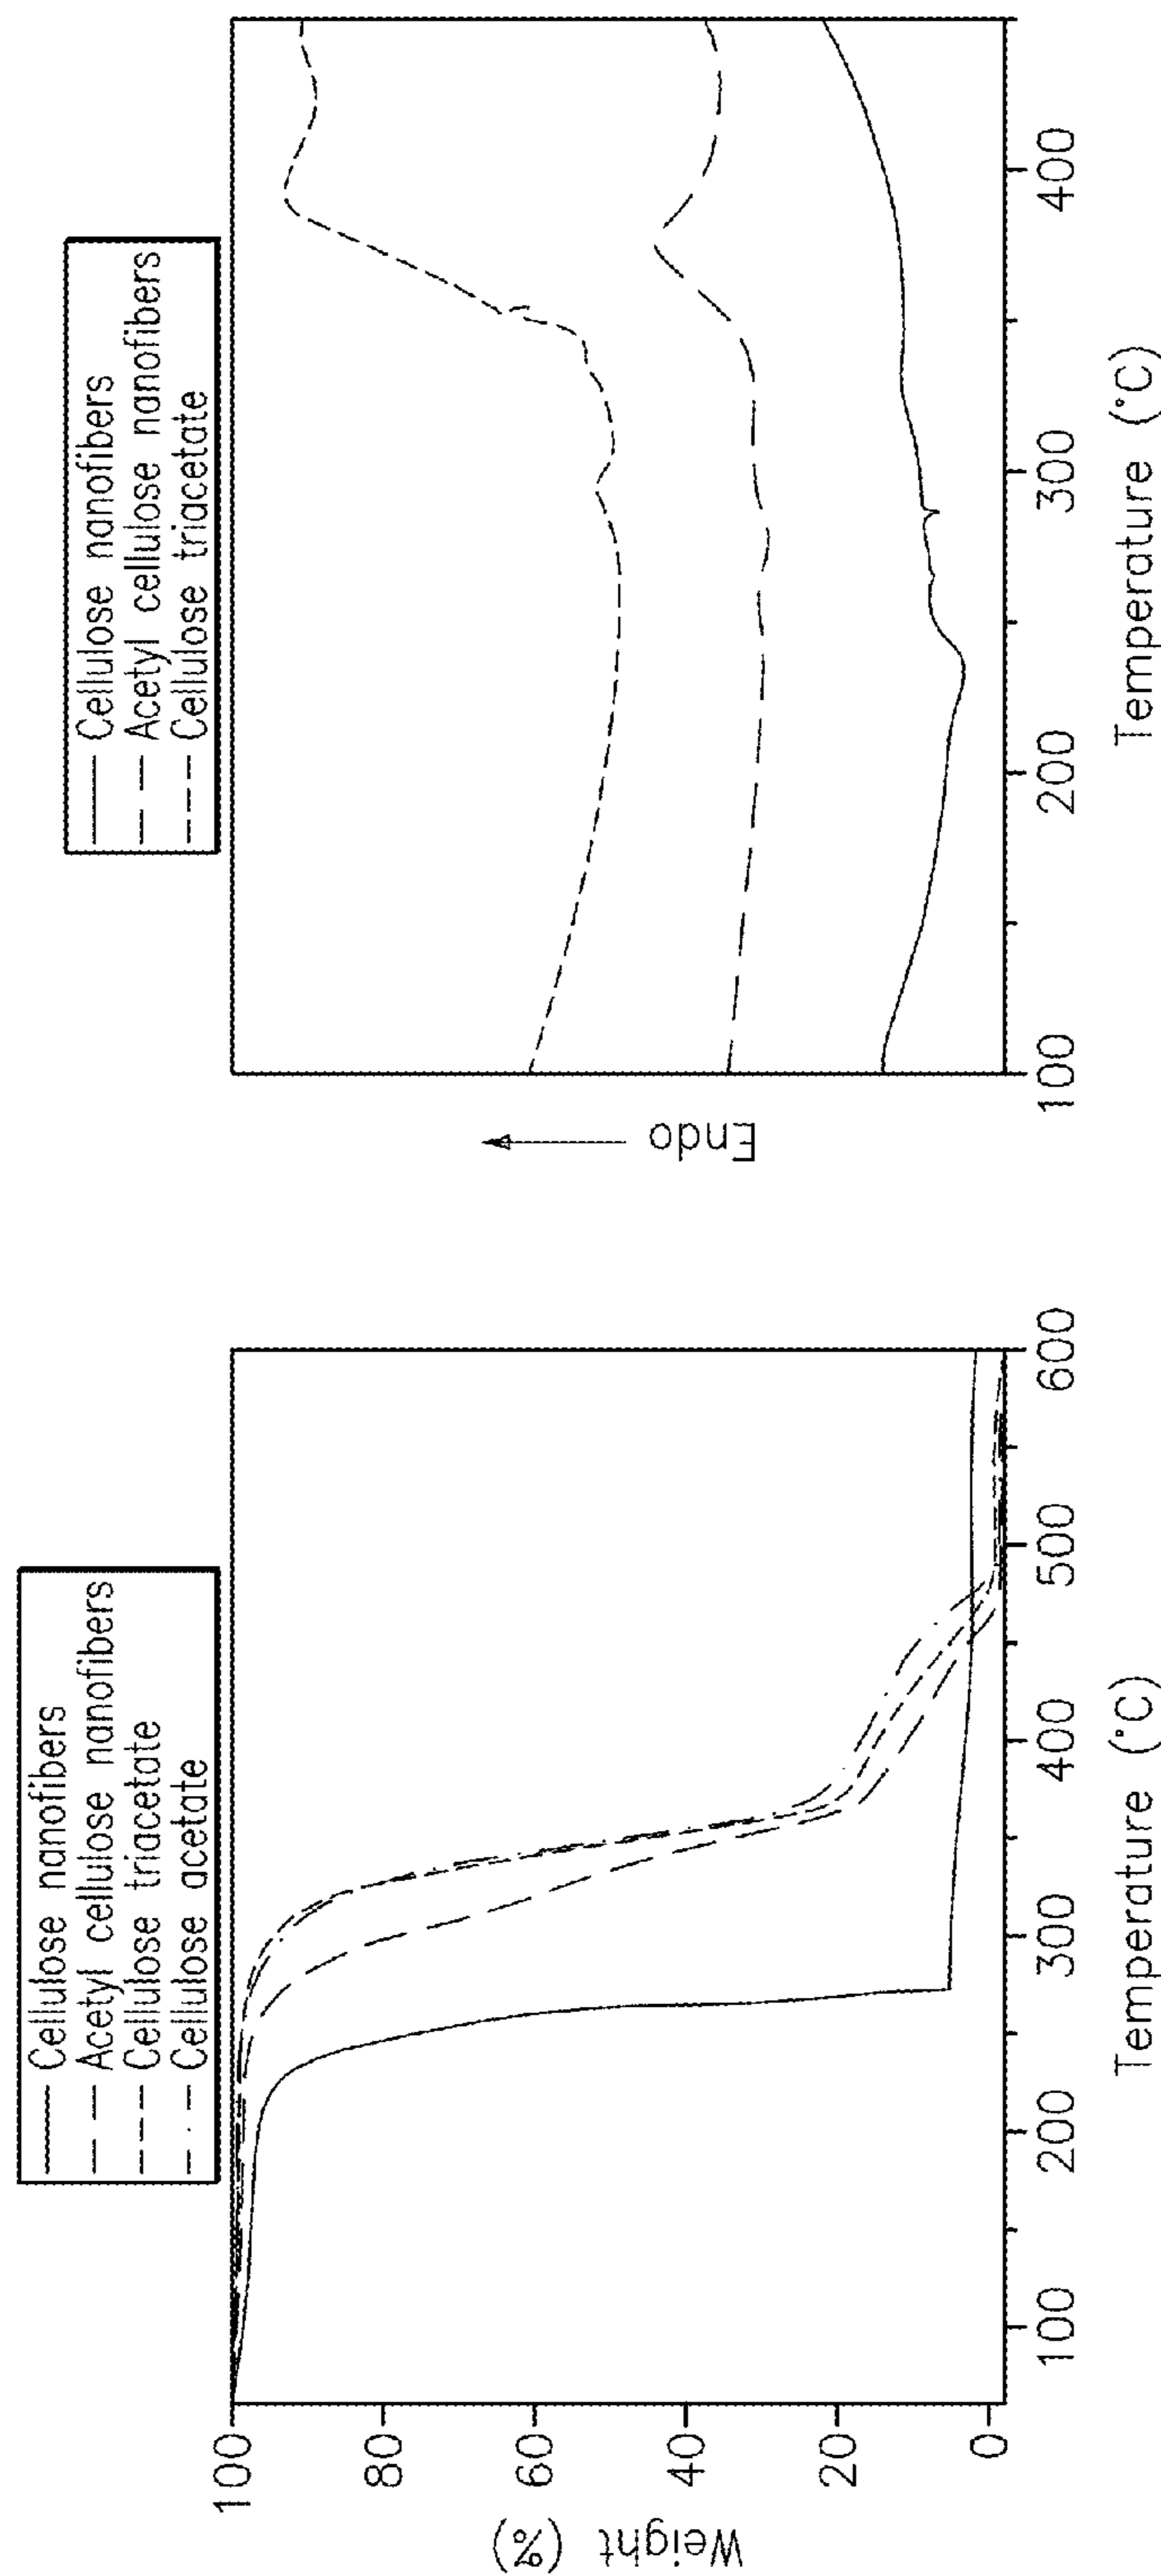 Cellulose nanofibers
Acetyl cellulose nanofibers
Cellulose triacetate
Cellulose acetate
Weight (%)
100
80
60
40
20
0
100
200
300
400
500
600
Temperature (°C)
Cellulose nanofibers
Acetyl cellulose nanofibers
Cellulose triacetate
Endo
100
200
300
400
Temperature (°C)